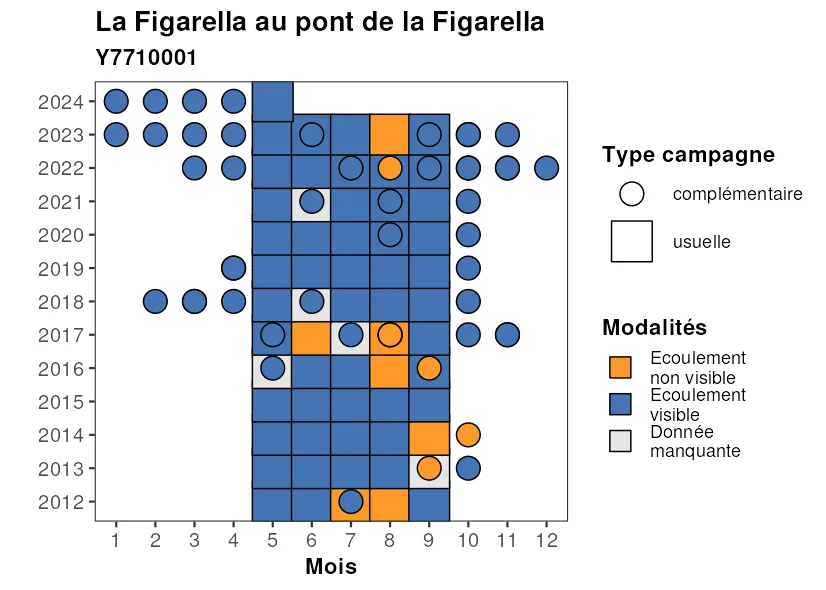 La Figarella au pont de la Figarella
Y7710001
2024
2023
2022
2021
2020
2019
2018
2017
2016
2015
2014
2013
2012
1 2 3 4 5 6 7 8 9 10 11 12
Mois
Type campagne
complémentaire
usuelle
Modalités
Ecoulement
non visible
Ecoulement
visible
Donnée
manquante